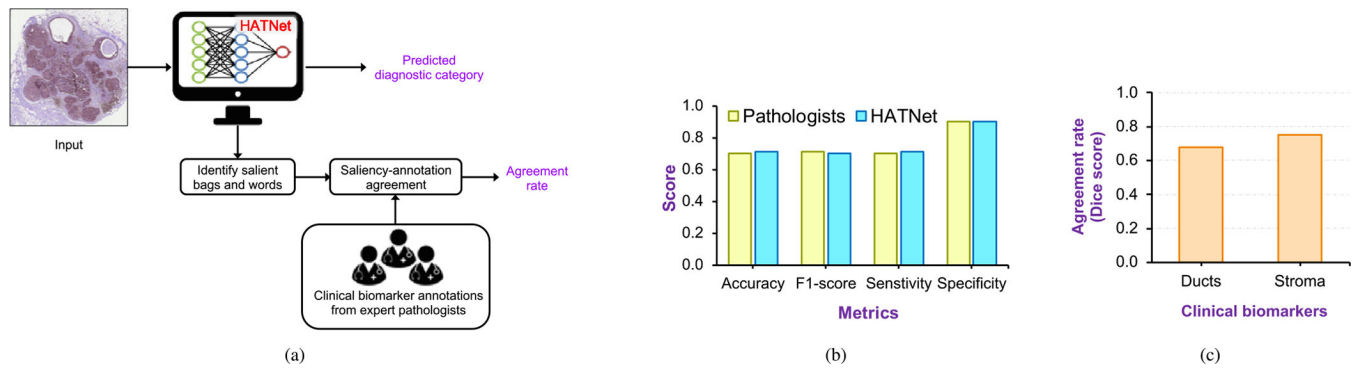 HATNet
Input
Predicted
diagnostic category
Identify salient
bags and words
Saliency-annotation
agreement
Agreement
rate
Clinical biomarker annotations
from expert pathologists
(a)
Score
1.0
0.8
0.6
0.4
0.2
0.0
Pathologists
HATNet
Accuracy F1-score Senstivity Specificity
Metrics
(b)
Agreement rate
(Dice score)
1.0
0.8
0.6
0.4
0.2
0.0
Ducts
Stroma
Clinical biomarkers
(c)